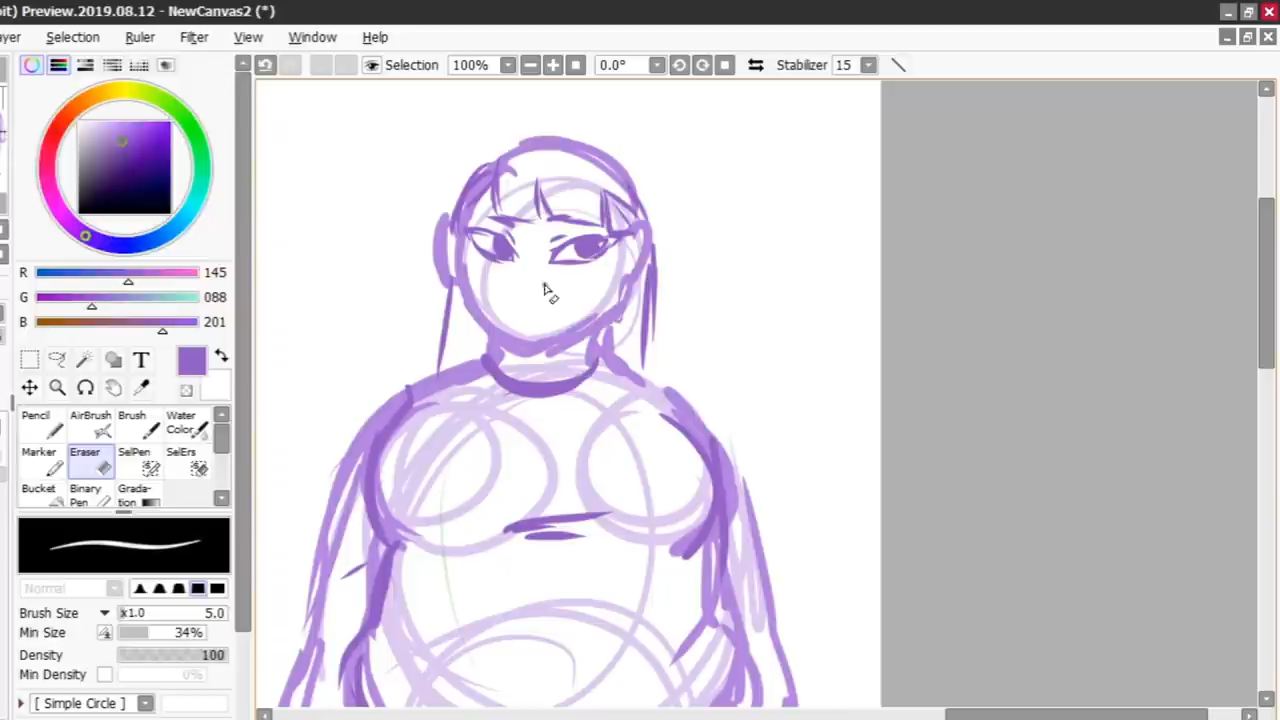 bit) Preview.2019.08.12 - NewCanvas2 (*)
ayer Selection Ruler Filter View Window Help
Selection 100% 0.0° Stabilizer 15
R 145
G 088
B 201
T
Pencil AirBrush Brush Water Color
Marker Eraser SelPen SelErs
Bucket Binary Pen Grada-tion
Normal
Brush Size x1.0 5.0
Min Size 34%
Density 100
Min Density 0%
[ Simple Circle ]